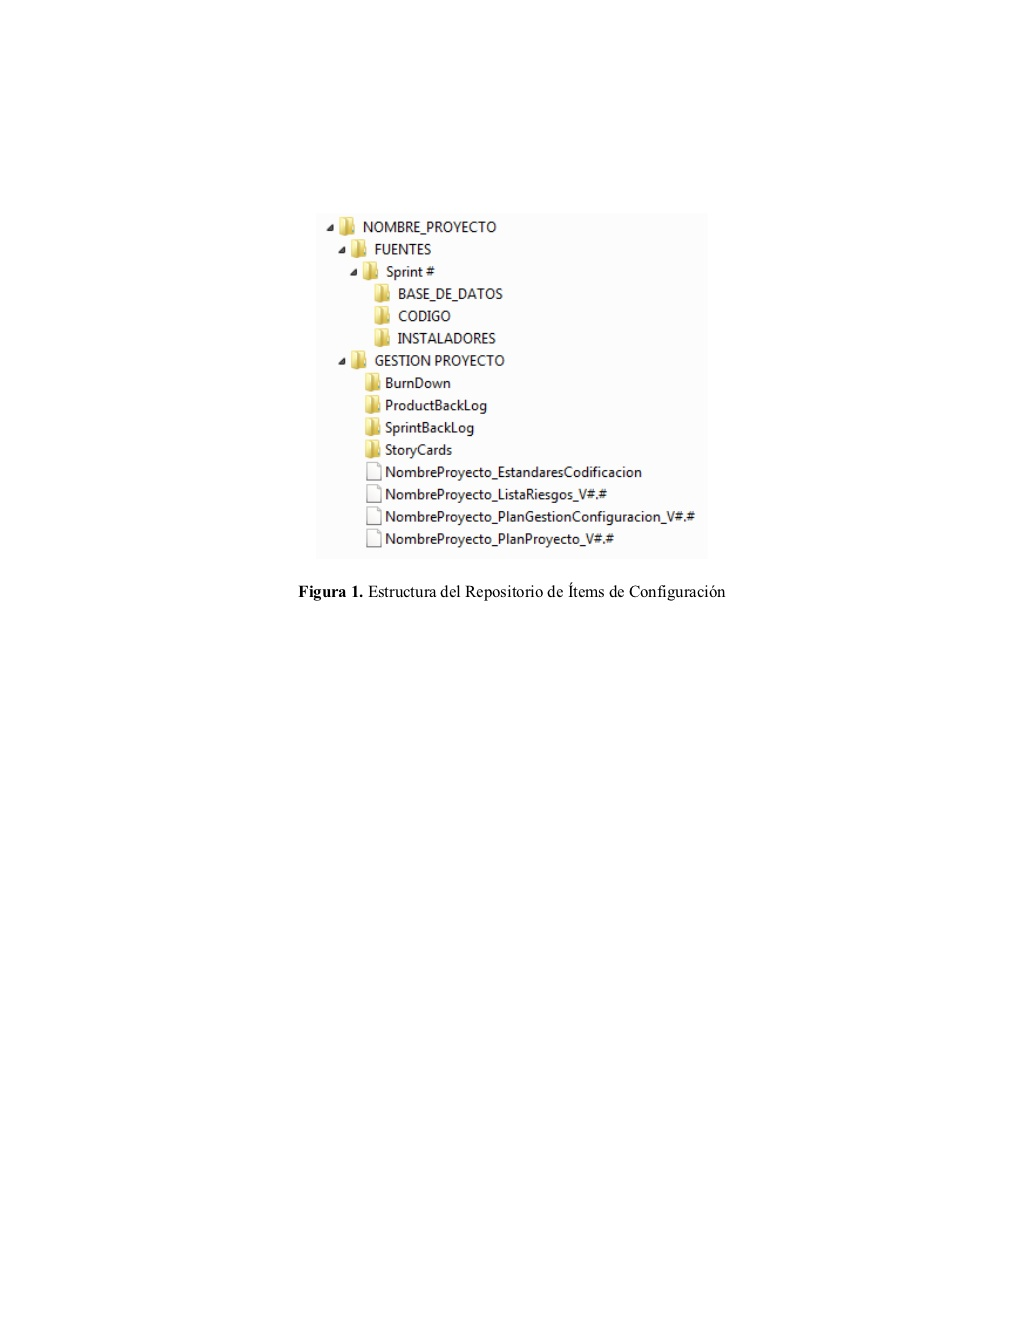 NOMBRE_PROYECTO
FUENTES
Sprint #
BASE_DE_DATOS
CODIGO
INSTALADORES
GESTION PROYECTO
BurnDown
ProductBackLog
SprintBackLog
StoryCards
NombreProyecto_EstandaresCodificacion
NombreProyecto_ListaRiesgos_V#.#
NombreProyecto_PlanGestionConfiguracion_V#.#
NombreProyecto_PlanProyecto_V#.#
Figura 1. Estructura del Repositorio de Ítems de Configuración